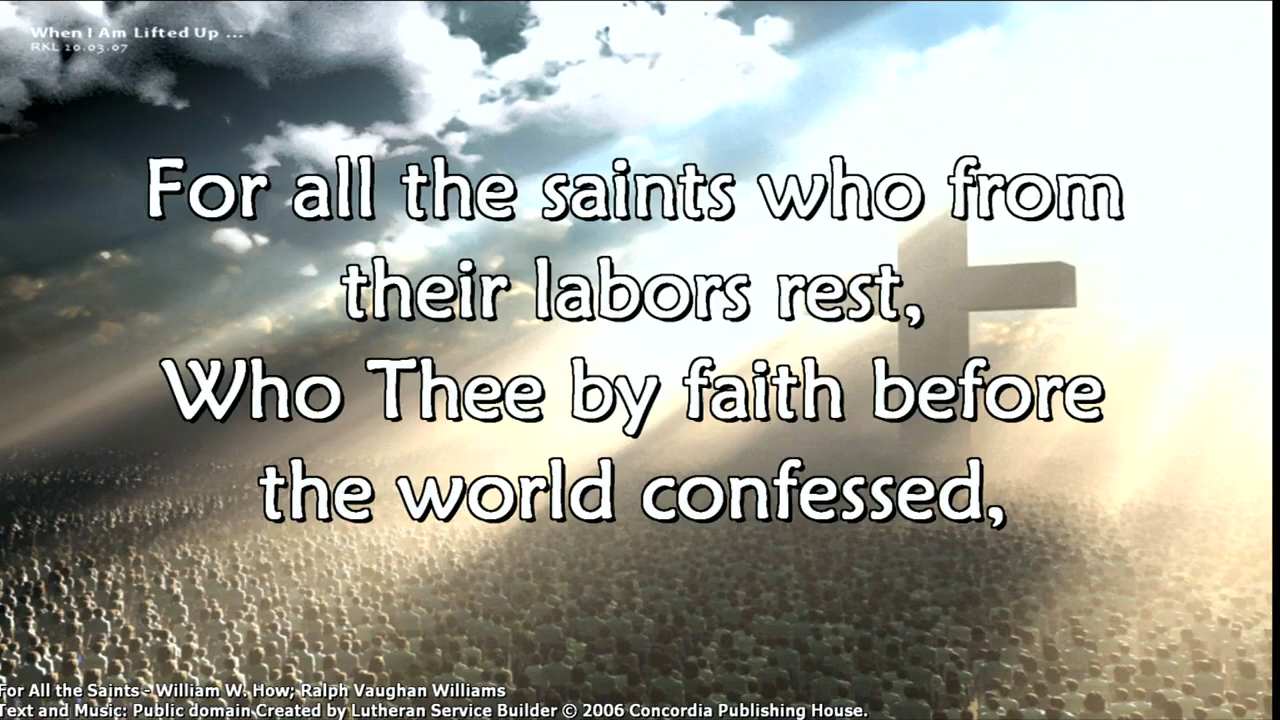 When I Am Lifted Up ...
RKL 20.03.07
For all the saints who from
their labors rest,
Who Thee by faith before
the world confessed,
For All the Saints - William W. How; Ralph Vaughan Williams
Text and Music: Public domain Created by Lutheran Service Builder © 2006 Concordia Publishing House.